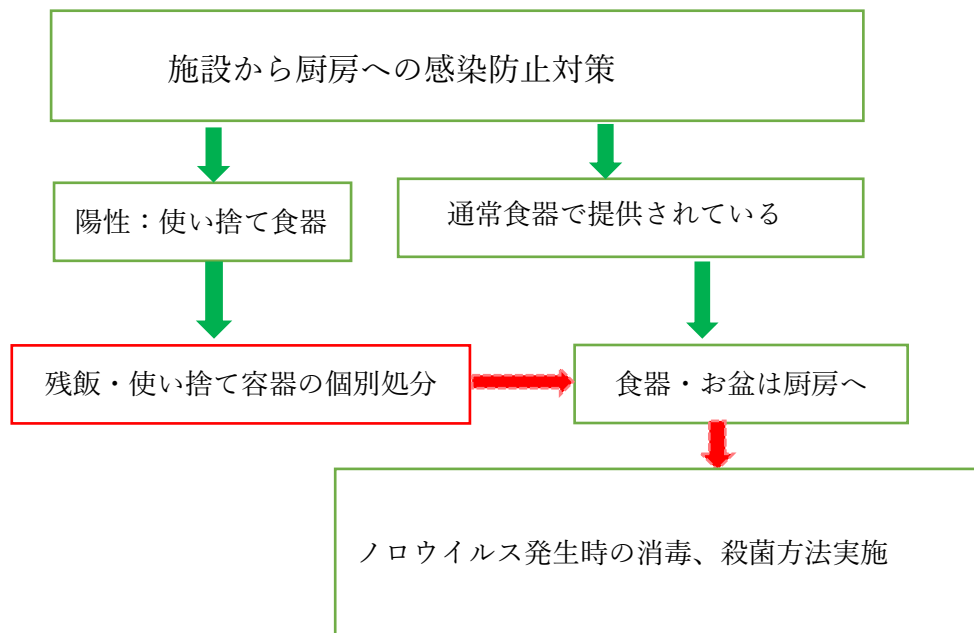 施設から厨房への感染防止対策
陽性：使い捨て食器
通常食器で提供されている
残飯・使い捨て容器の個別処分
食器・お盆は厨房へ
ノロウイルス発生時の消毒、殺菌方法実施